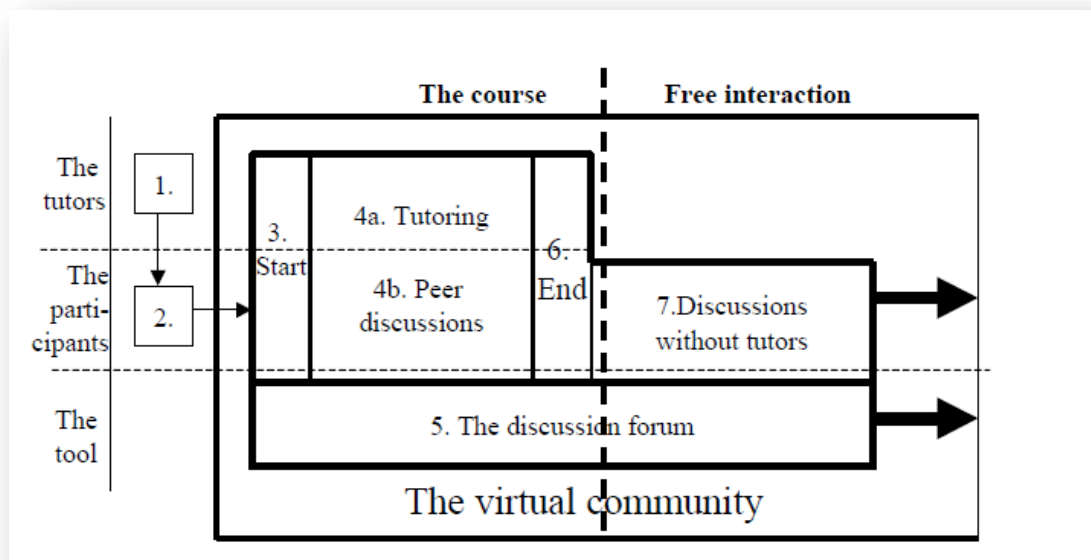 The course
Free interaction
The
tutors
1.
3.
Start
4a. Tutoring
6.
End
The
parti-
cipants
2.
4b. Peer
discussions
7.Discussions
without tutors
The
tool
5. The discussion forum
The virtual community